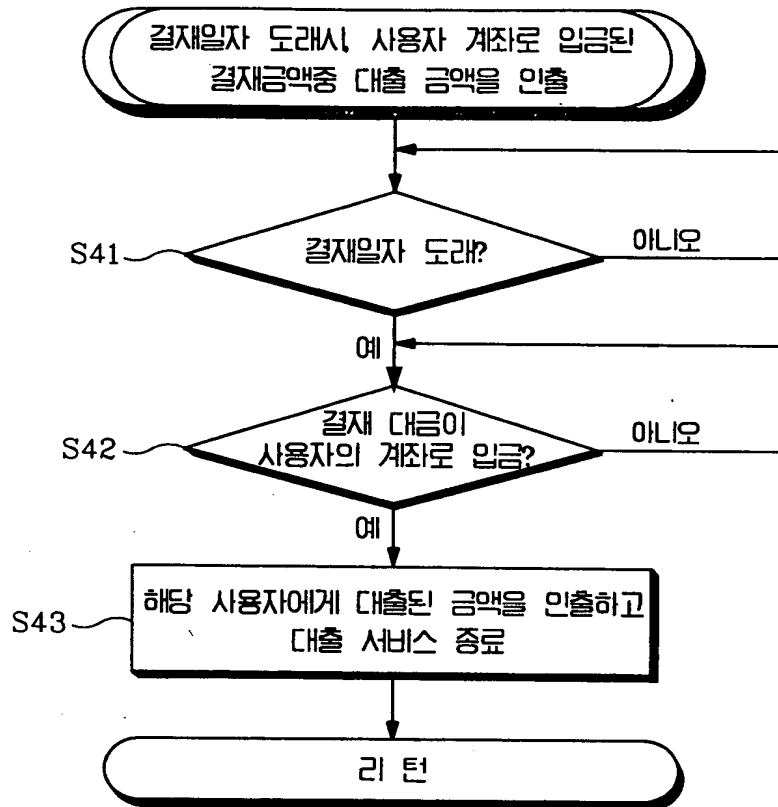 결재일자 도래시, 사용자 계좌로 입금된
결재금액중 대출 금액을 인출
S41
결재일자 도래?
아니오
예
S42
결재 대금이
사용자의 계좌로 입금?
아니오
예
S43
해당 사용자에게 대출된 금액을 인출하고
대출 서비스 종료
리 턴